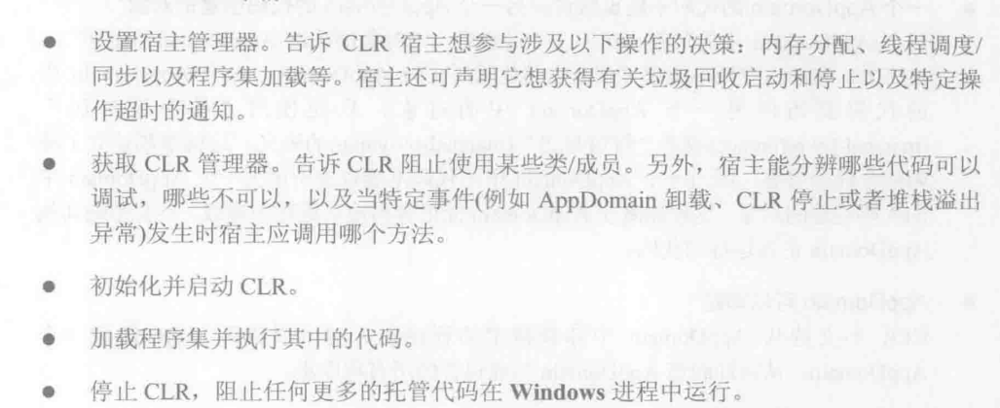 ● 设置宿主管理器。告诉 CLR 宿主想参与涉及以下操作的决策：内存分配、线程调度/
同步以及程序集加载等。宿主还可声明它想获得有关垃圾回收启动和停止以及特定操
作超时的通知。
● 获取 CLR 管理器。告诉 CLR 阻止使用某些类/成员。另外，宿主能分辨哪些代码可以
调试，哪些不可以，以及当特定事件(例如 AppDomain 卸载、CLR 停止或者堆栈溢出
异常)发生时宿主应调用哪个方法。
● 初始化并启动 CLR。
● 加载程序集并执行其中的代码。
● 停止 CLR，阻止任何更多的托管代码在 Windows 进程中运行。